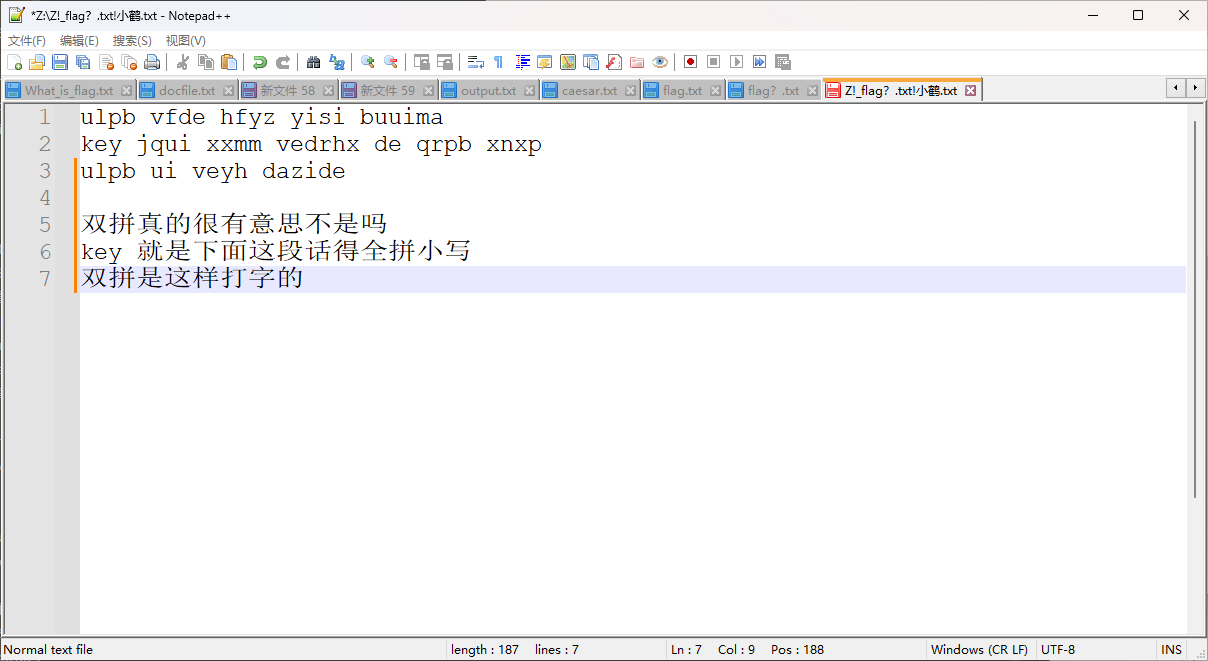 *Z:\Z!_flag？.txt!小鹤.txt - Notepad++
文件(F) 编辑(E) 搜索(S) 视图(V)
What_is_flag.txt docfile.txt 新文件 58 新文件 59 output.txt caesar.txt flag.txt flag？.txt Z!_flag？.txt!小鹤.txt
1 ulpb vfde hfyz yisi buuima
2 key jqui xxmm vedrhx de qrpb xnxp
3 ulpb ui veyh dazide
4
5 双拼真的很有意思不是吗
6 key 就是下面这段话得全拼小写
7 双拼是这样打字的
Normal text file length : 187 lines : 7 Ln : 7 Col : 9 Pos : 188 Windows (CR LF) UTF-8 INS